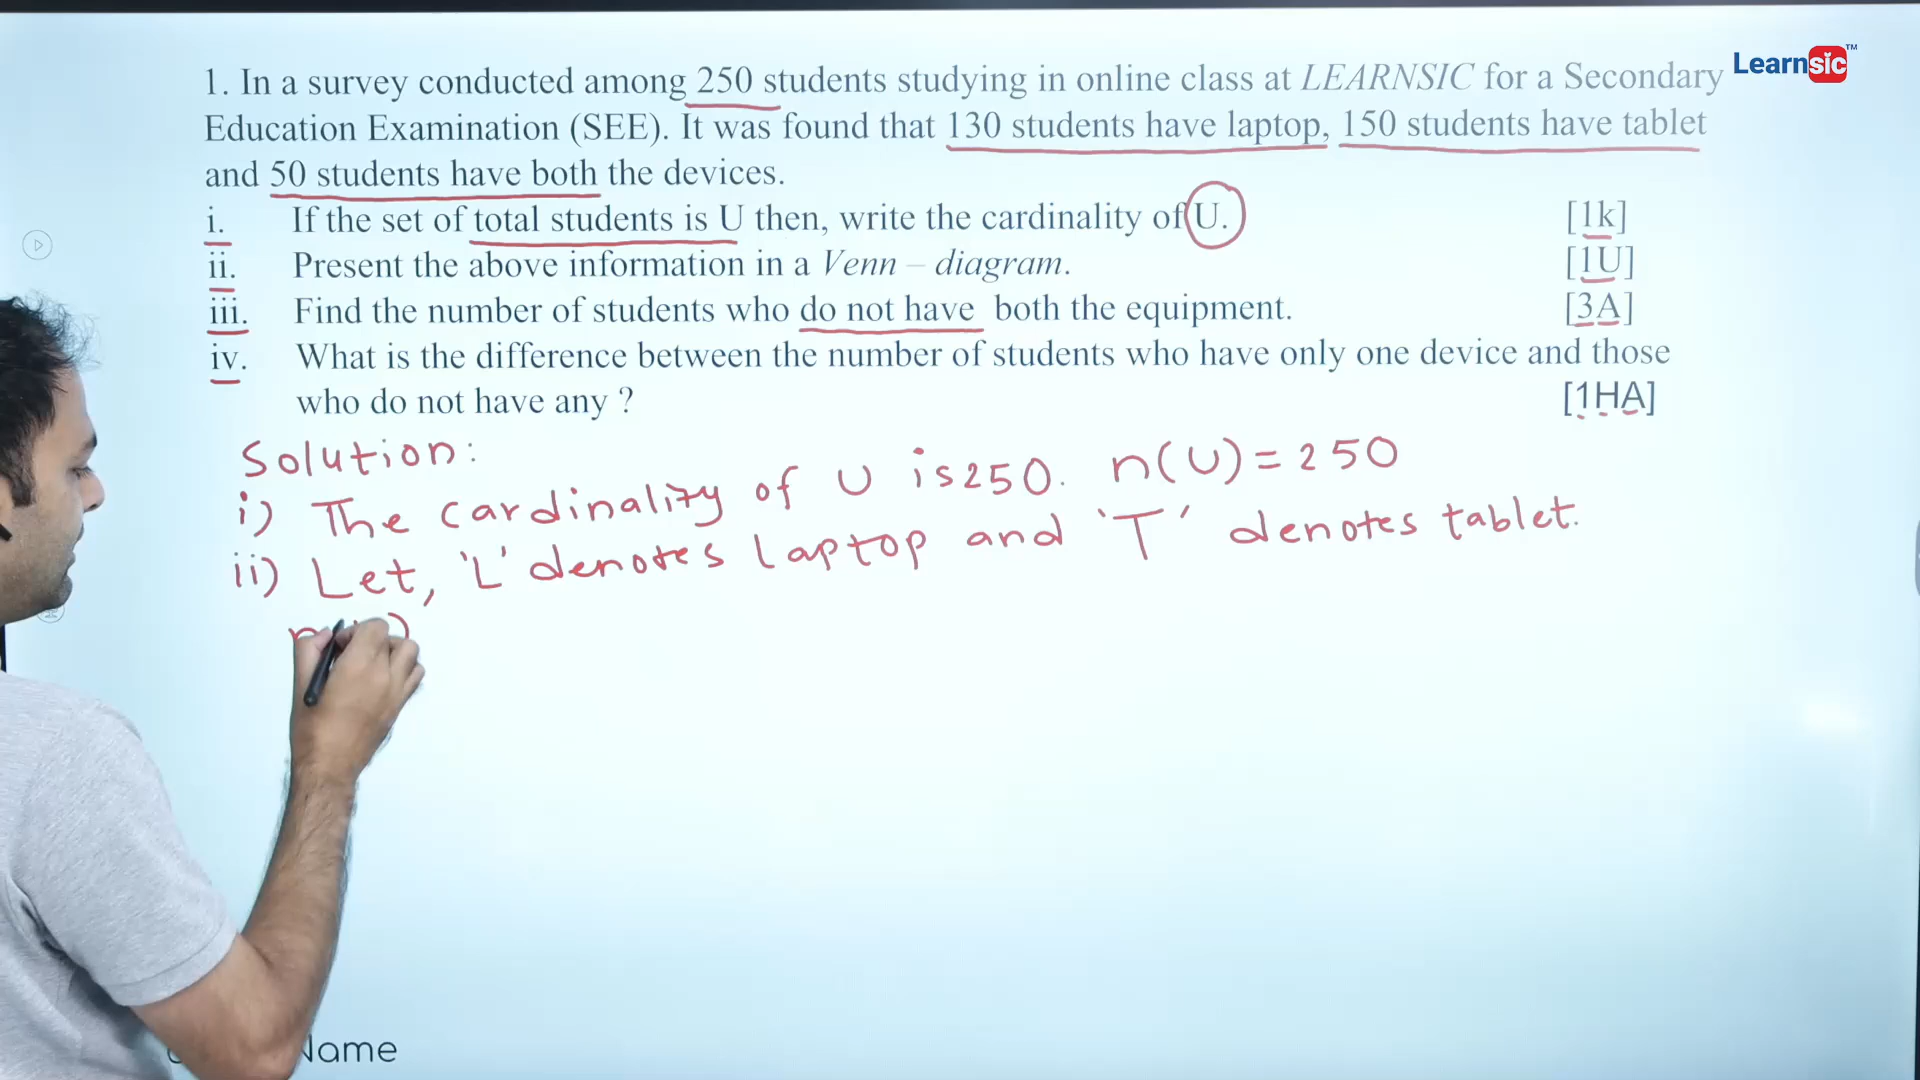 Learnsic™
1. In a survey conducted among 250 students studying in online class at LEARNSIC for a Secondary
Education Examination (SEE). It was found that 130 students have laptop, 150 students have tablet
and 50 students have both the devices.
i. If the set of total students is U then, write the cardinality of U. [1k]
ii. Present the above information in a Venn – diagram. [1U]
iii. Find the number of students who do not have both the equipment. [3A]
iv. What is the difference between the number of students who have only one device and those
who do not have any ? [1HA]
Solution:
i) The cardinality of U is 250. n(U) = 250
ii) Let, 'L' denotes laptop and 'T' denotes tablet.
Name